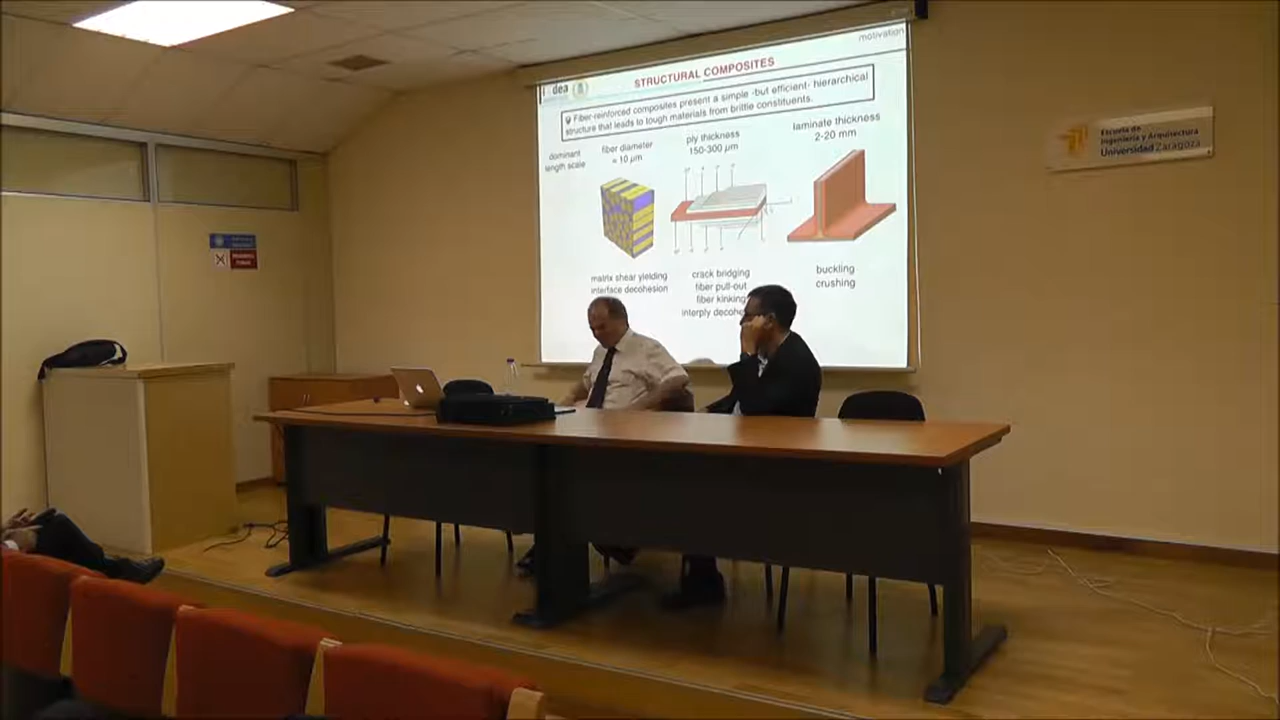 motivation
i dea
STRUCTURAL COMPOSITES
Fiber-reinforced composites present a simple -but efficient- hierarchical
structure that leads to tough materials from brittle constituents.
dominant
length scale
fiber diameter
≈ 10 µm
ply thickness
150-300 µm
laminate thickness
2-20 mm
matrix shear yielding
interface decohesion
crack bridging
fiber pull-out
fiber kinking
interply decohe
buckling
crushing
Escuela de
Ingeniería y Arquitectura
Universidad Zaragoza